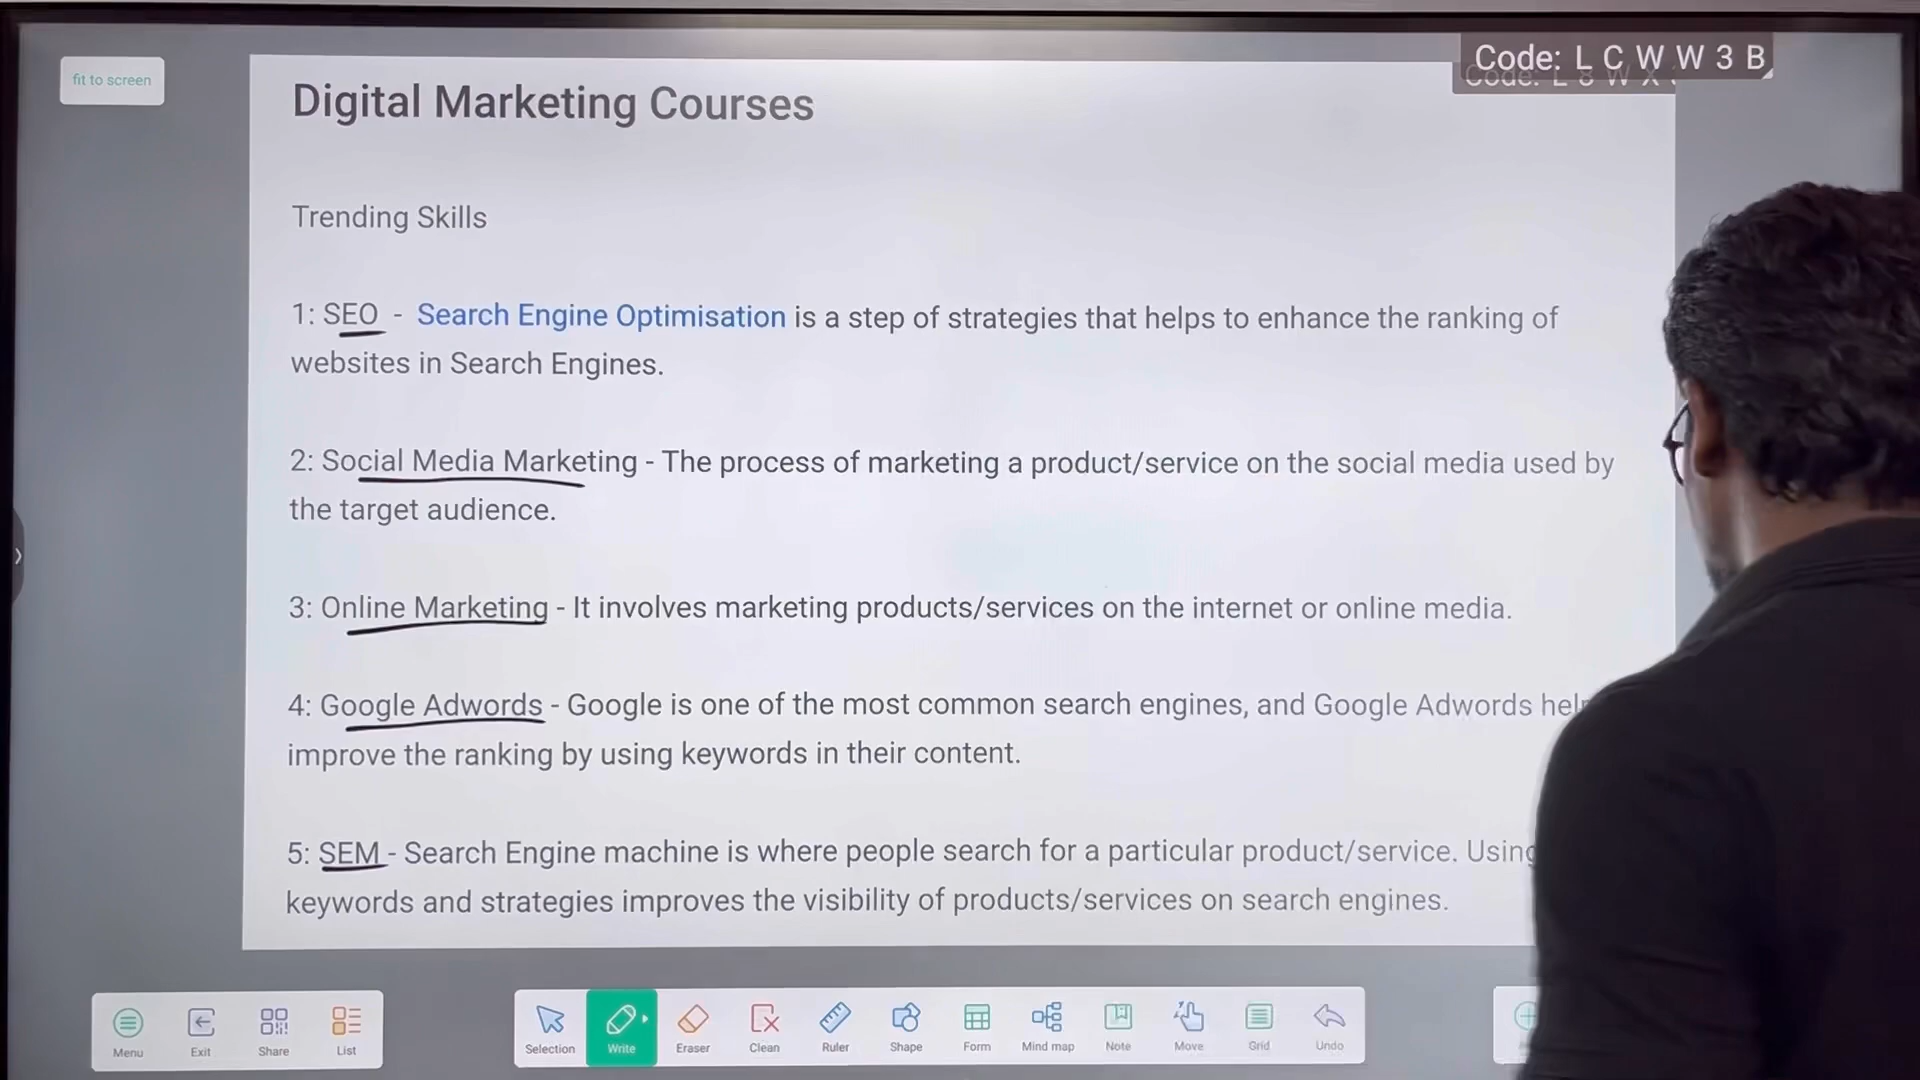 fit to screen
Code: L C W W 3 B
Code: L 8 W X
Digital Marketing Courses
Trending Skills
1: SEO - Search Engine Optimisation is a step of strategies that helps to enhance the ranking of
websites in Search Engines.
2: Social Media Marketing - The process of marketing a product/service on the social media used by
the target audience.
3: Online Marketing - It involves marketing products/services on the internet or online media.
4: Google Adwords - Google is one of the most common search engines, and Google Adwords
improve the ranking by using keywords in their content.
5: SEM - Search Engine machine is where people search for a particular product/service. Using
keywords and strategies improves the visibility of products/services on search engines.
Menu Exit Share List Selection Write Eraser Clean Ruler Shape Form Mind map Note Move Grid Undo